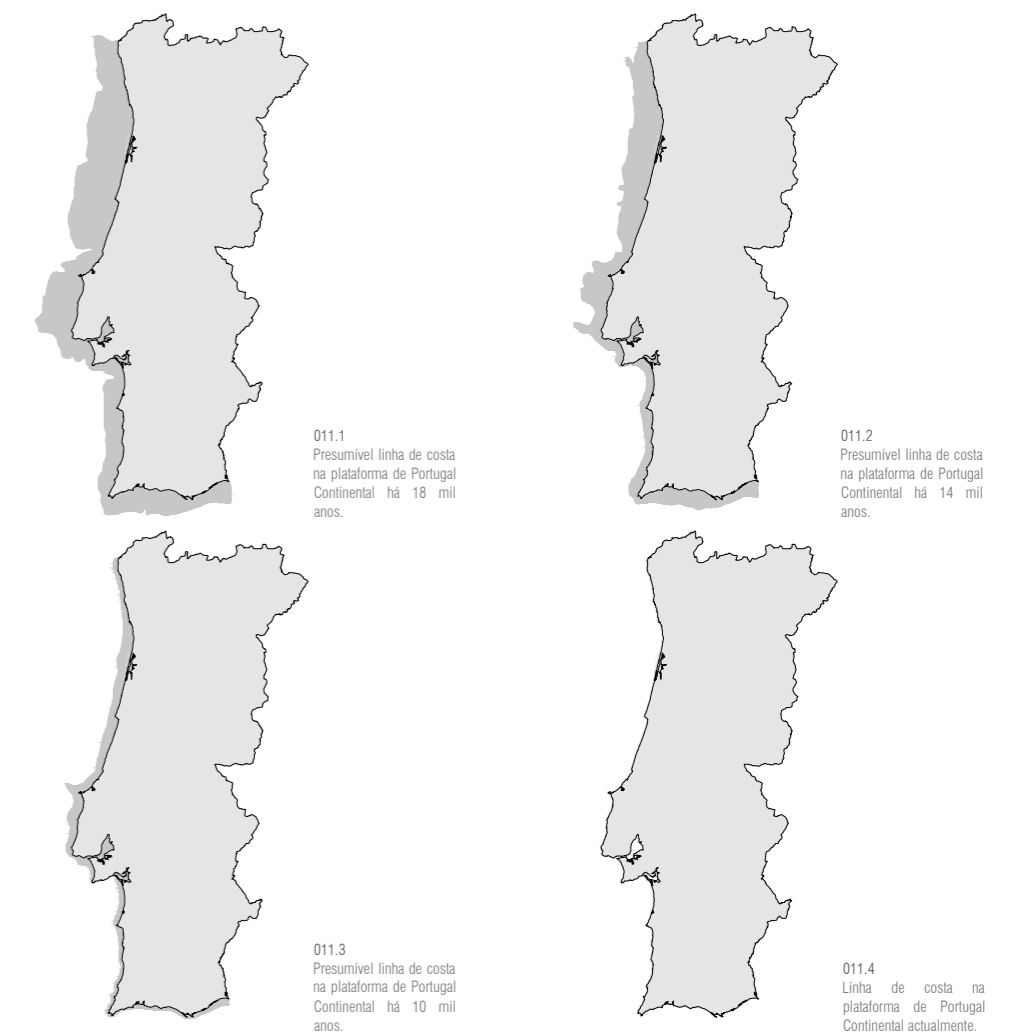 011.1
Presumível linha de costa
na plataforma de Portugal
Continental há 18 mil
anos.
011.2
Presumível linha de costa
na plataforma de Portugal
Continental há 14 mil
anos.
011.3
Presumível linha de costa
na plataforma de Portugal
Continental há 10 mil
anos.
011.4
Linha de costa na
plataforma de Portugal
Continental actualmente.